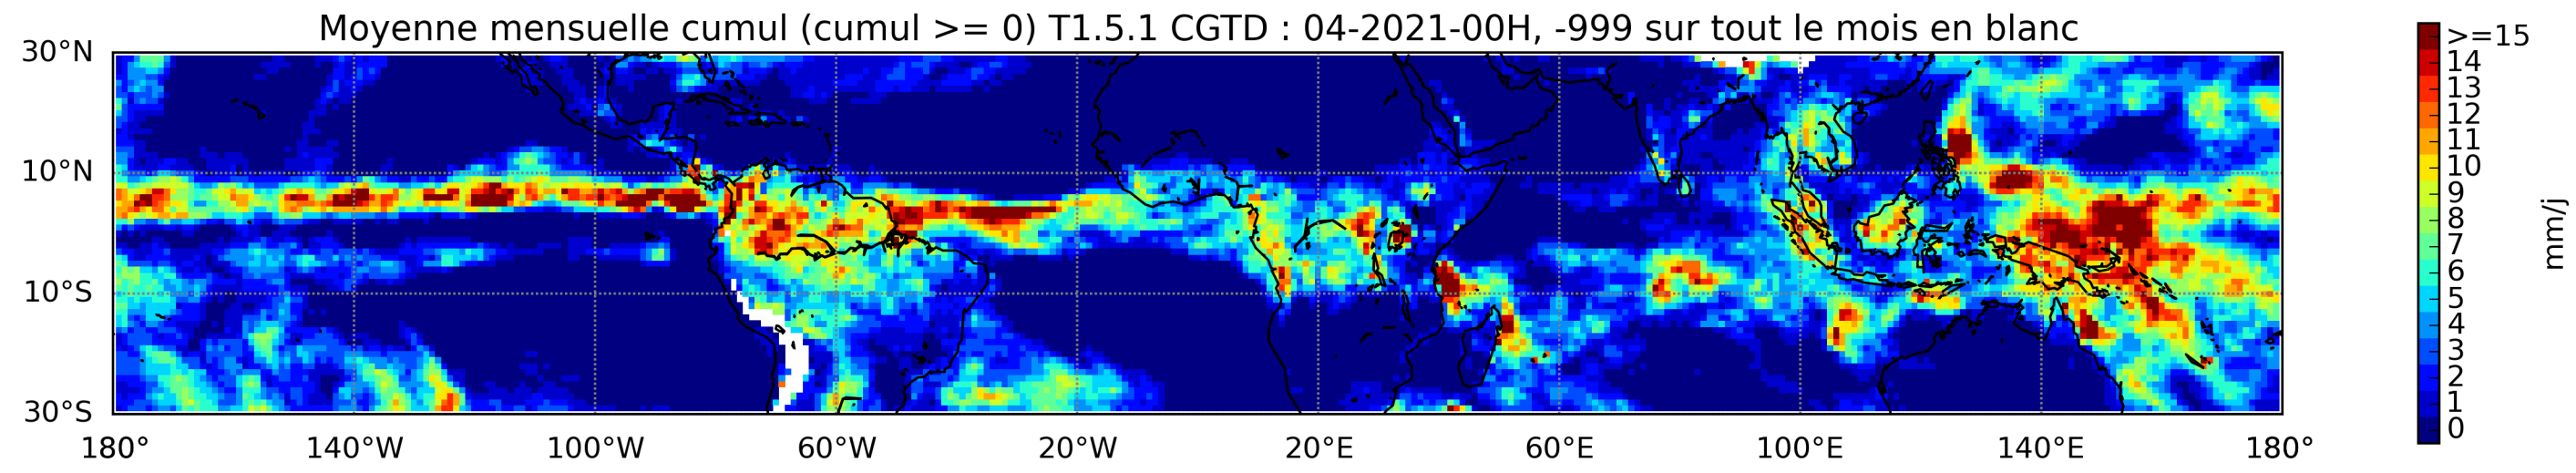 Moyenne mensuelle cumul (cumul >= 0) T1.5.1 CGTD : 04-2021-00H, -999 sur tout le mois en blanc
30°N
10°N
10°S
30°S
180° 140°W 100°W 60°W 20°W 20°E 60°E 100°E 140°E 180°
>=15
14
13
12
11
10
9
8
7
6
5
4
3
2
1
0
mm/j